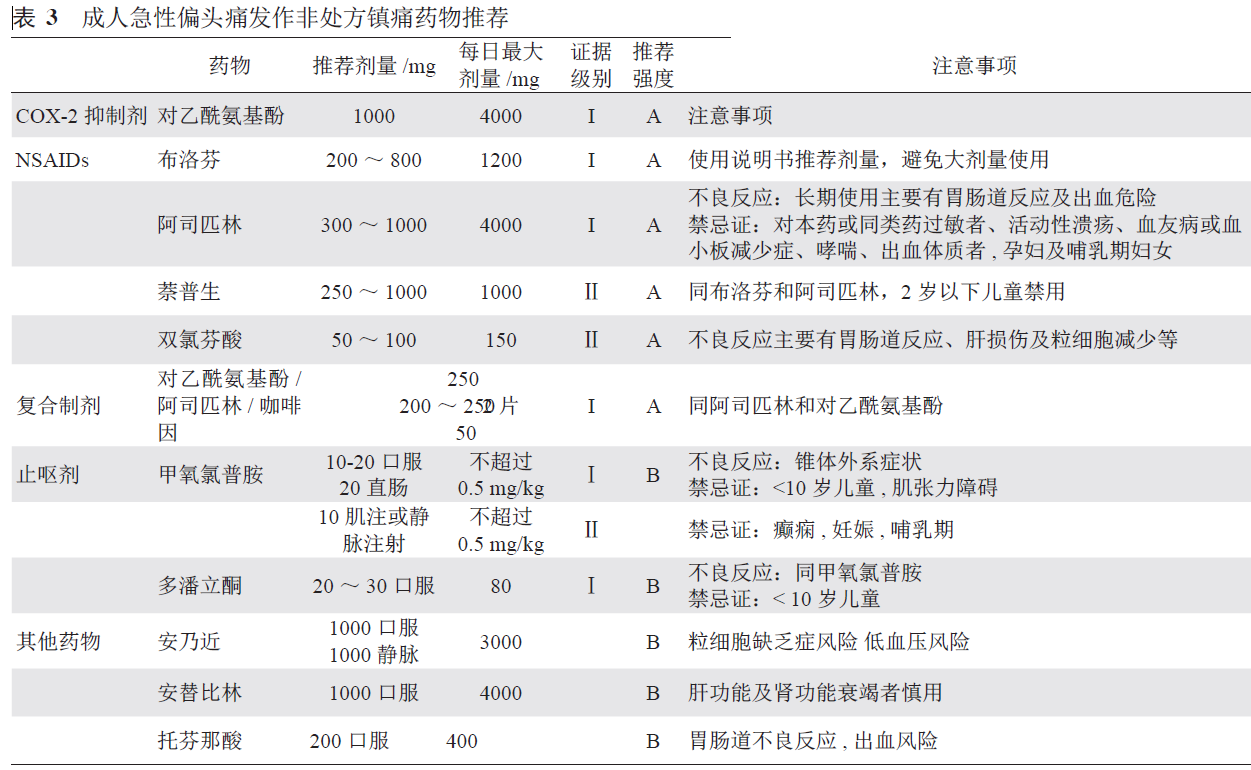 表 3 成人急性偏头痛发作非处方镇痛药物推荐
药物 推荐剂量 /mg 每日最大剂量 /mg 证据级别 推荐强度 注意事项
COX-2 抑制剂 对乙酰氨基酚 1000 4000 I A 注意事项
NSAIDs 布洛芬 200 ～ 800 1200 I A 使用说明书推荐剂量，避免大剂量使用
阿司匹林 300 ～ 1000 4000 I A 不良反应：长期使用主要有胃肠道反应及出血危险
禁忌证：对本药或同类药过敏者、活动性溃疡、血友病或血
小板减少症、哮喘、出血体质者 , 孕妇及哺乳期妇女
萘普生 250 ～ 1000 1000 II A 同布洛芬和阿司匹林，2 岁以下儿童禁用
双氯芬酸 50 ～ 100 150 II A 不良反应主要有胃肠道反应、肝损伤及粒细胞减少等
复合制剂 对乙酰氨基酚 / 阿司匹林 / 咖啡因 250
200 ～ 250 片 I A 同阿司匹林和对乙酰氨基酚
50
止呕剂 甲氧氯普胺 10-20 口服 不超过 I B 不良反应：锥体外系症状
20 直肠 0.5 mg/kg 禁忌证：<10 岁儿童 , 肌张力障碍
10 肌注或静脉注射 不超过 0.5 mg/kg II 禁忌证：癫痫 , 妊娠 , 哺乳期
多潘立酮 20 ～ 30 口服 80 I B 不良反应：同甲氧氯普胺
禁忌证：< 10 岁儿童
其他药物 安乃近 1000 口服 3000 B 粒细胞缺乏症风险 低血压风险
1000 静脉
安替比林 1000 口服 4000 B 肝功能及肾功能衰竭者慎用
托芬那酸 200 口服 400 B 胃肠道不良反应 , 出血风险